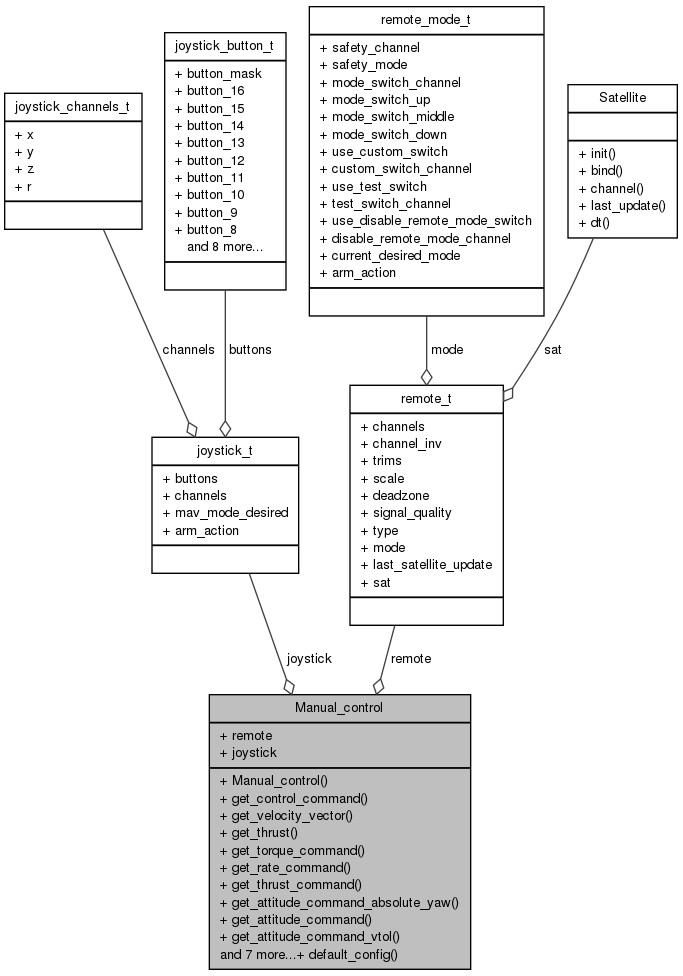 joystick_channels_t
+ x
+ y
+ z
+ r
joystick_button_t
+ button_mask
+ button_16
+ button_15
+ button_14
+ button_13
+ button_12
+ button_11
+ button_10
+ button_9
+ button_8
and 8 more...
remote_mode_t
+ safety_channel
+ safety_mode
+ mode_switch_channel
+ mode_switch_up
+ mode_switch_middle
+ mode_switch_down
+ use_custom_switch
+ custom_switch_channel
+ use_test_switch
+ test_switch_channel
+ use_disable_remote_mode_switch
+ disable_remote_mode_channel
+ current_desired_mode
+ arm_action
Satellite
+ init()
+ bind()
+ channel()
+ last_update()
+ dt()
channels
buttons
mode
sat
joystick_t
+ buttons
+ channels
+ mav_mode_desired
+ arm_action
remote_t
+ channels
+ channel_inv
+ trims
+ scale
+ deadzone
+ signal_quality
+ type
+ mode
+ last_satellite_update
+ sat
joystick
remote
Manual_control
+ remote
+ joystick
+ Manual_control()
+ get_control_command()
+ get_velocity_vector()
+ get_thrust()
+ get_torque_command()
+ get_rate_command()
+ get_thrust_command()
+ get_attitude_command_absolute_yaw()
+ get_attitude_command()
+ get_attitude_command_vtol()
and 7 more...+ default_config()